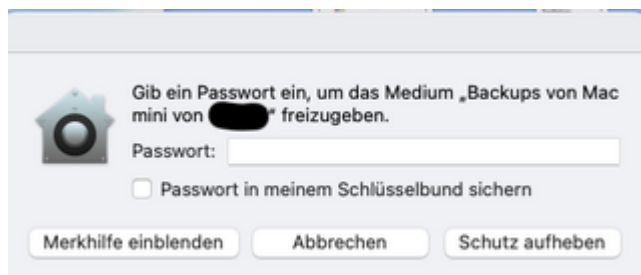 Gib ein Passwort ein, um das Medium „Backups von Mac
mini von “ freizugeben.
Passwort:
Passwort in meinem Schlüsselbund sichern
Merkhilfe einblenden
Abbrechen
Schutz aufheben